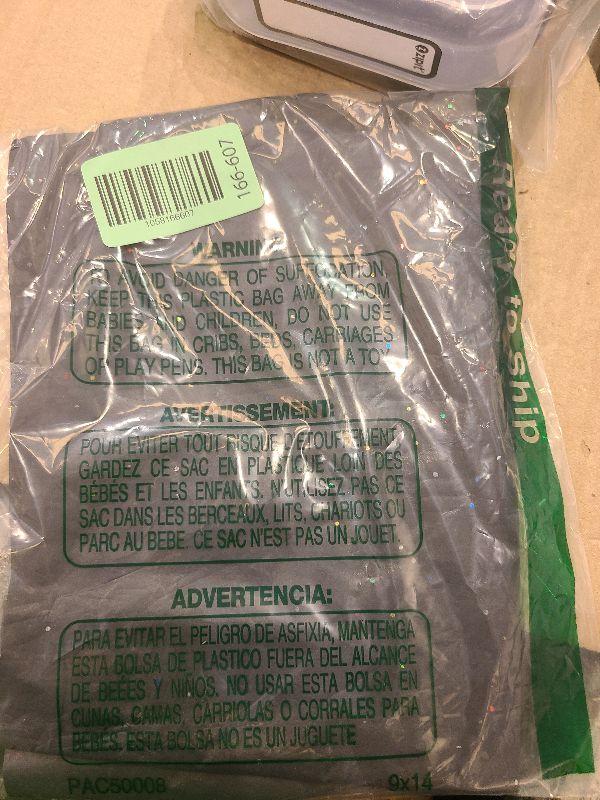 zipit
166-607
1059166607
Ready to ship
WARNING
TO AVOID DANGER OF SUFFOCATION,
KEEP THIS PLASTIC BAG AWAY FROM
BABIES AND CHILDREN, DO NOT USE
THIS BAG IN CRIBS, BEDS, CARRIAGES
OR PLAY PENS. THIS BAG IS NOT A TOY
AVERTISSEMENT:
POUR EVITER TOUT RISQUE D'ETOUFFEMENT
GARDEZ CE SAC EN PLASTIQUE LOIN DES
BÉBÉS ET LES ENFANTS. N'UTILISEZ PAS CE
SAC DANS LES BERCEAUX, LITS, CHARIOTS OU
PARC AU BEBE. CE SAC N'EST PAS UN JOUET.
ADVERTENCIA:
PARA EVITAR EL PELIGRO DE ASFIXIA, MANTENGA
ESTA BOLSA DE PLASTICO FUERA DEL ALCANCE
DE BEBES Y NIÑOS. NO USAR ESTA BOLSA EN
CUNAS, CAMAS, CARRIOLAS O CORRALES PARA
BEBES. ESTA BOLSA NO ES UN JUGUETE
PAC50008
9x14